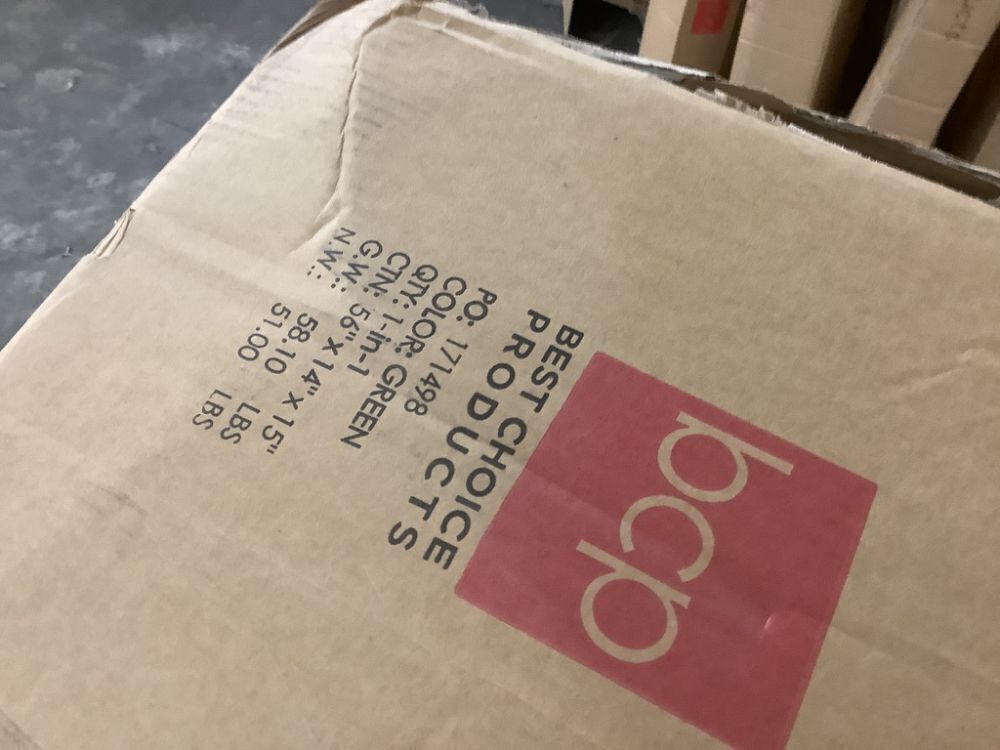 bcp
BEST CHOICE
PRODUCTS
PO: 171498
COLOR: GREEN
QTY: 1-in-1
CTN: 56" X 14" X 15"
G.W.: 58.10 LBS
N.W.: 51.00 LBS